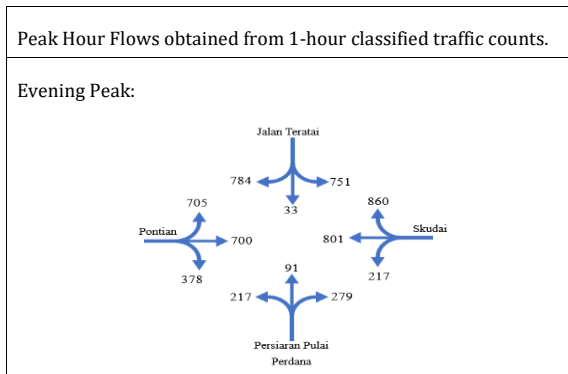 Peak Hour Flows obtained from 1-hour classified traffic counts.
Evening Peak:
Jalan Teratai
784
751
33
705
860
Pontian
Skudai
700
801
378
217
91
217
279
Persiaran Pulai
Perdana